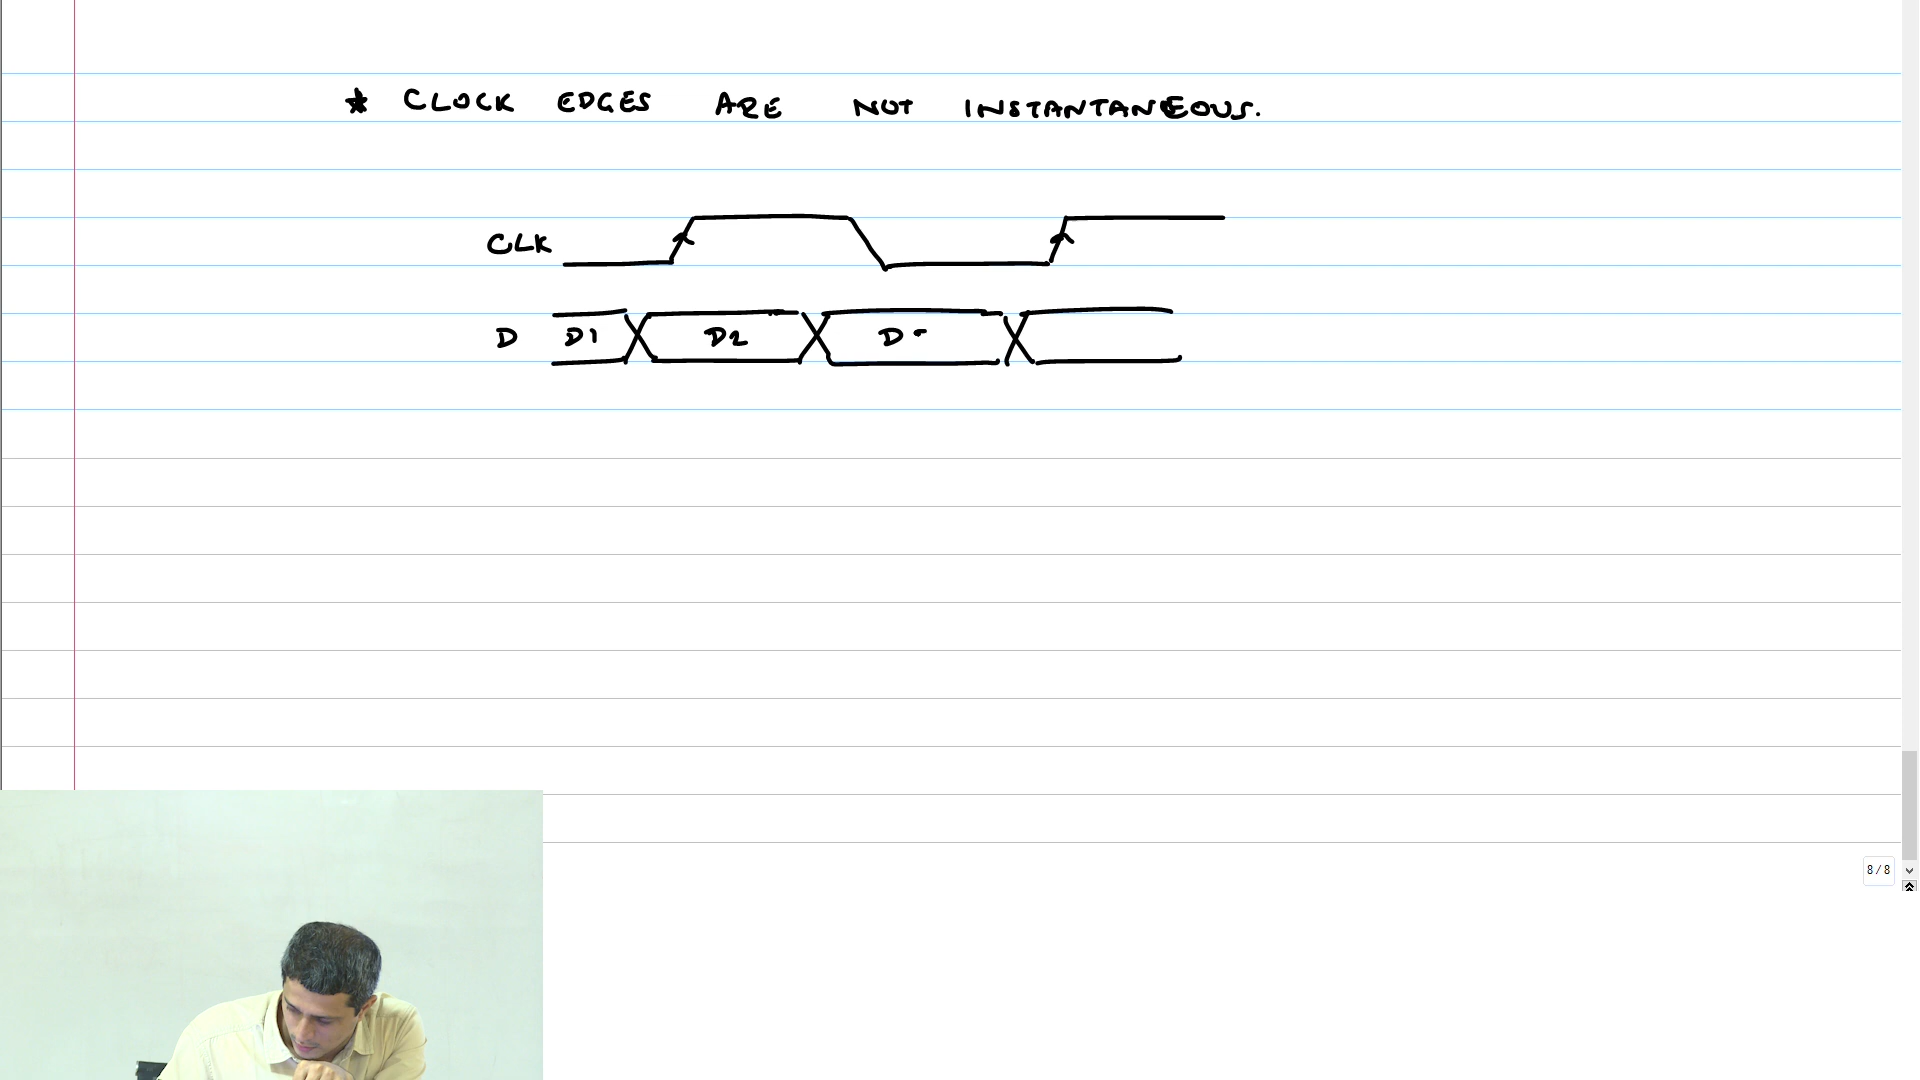 * CLOCK EDGES ARE NOT INSTANTANEOUS.
CLK
D D1 D2 D
8/8